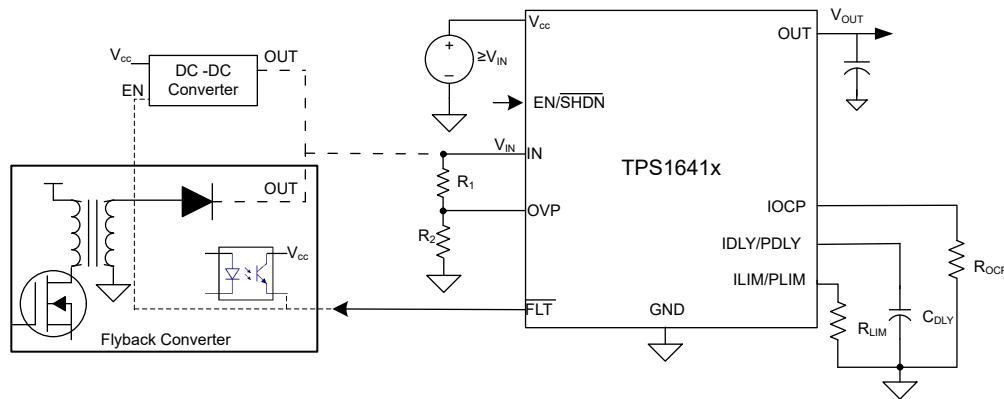 Vcc
DC -DC
Converter
OUT
EN
OUT
Vcc
Flyback Converter
Vcc
≥VIN
EN/SHDN
VIN
IN
R1
OVP
R2
FLT
TPS1641x
GND
OUT
VOUT
IOCP
IDLY/PDLY
ILIM/PLIM
RLIM
CDLY
ROCP